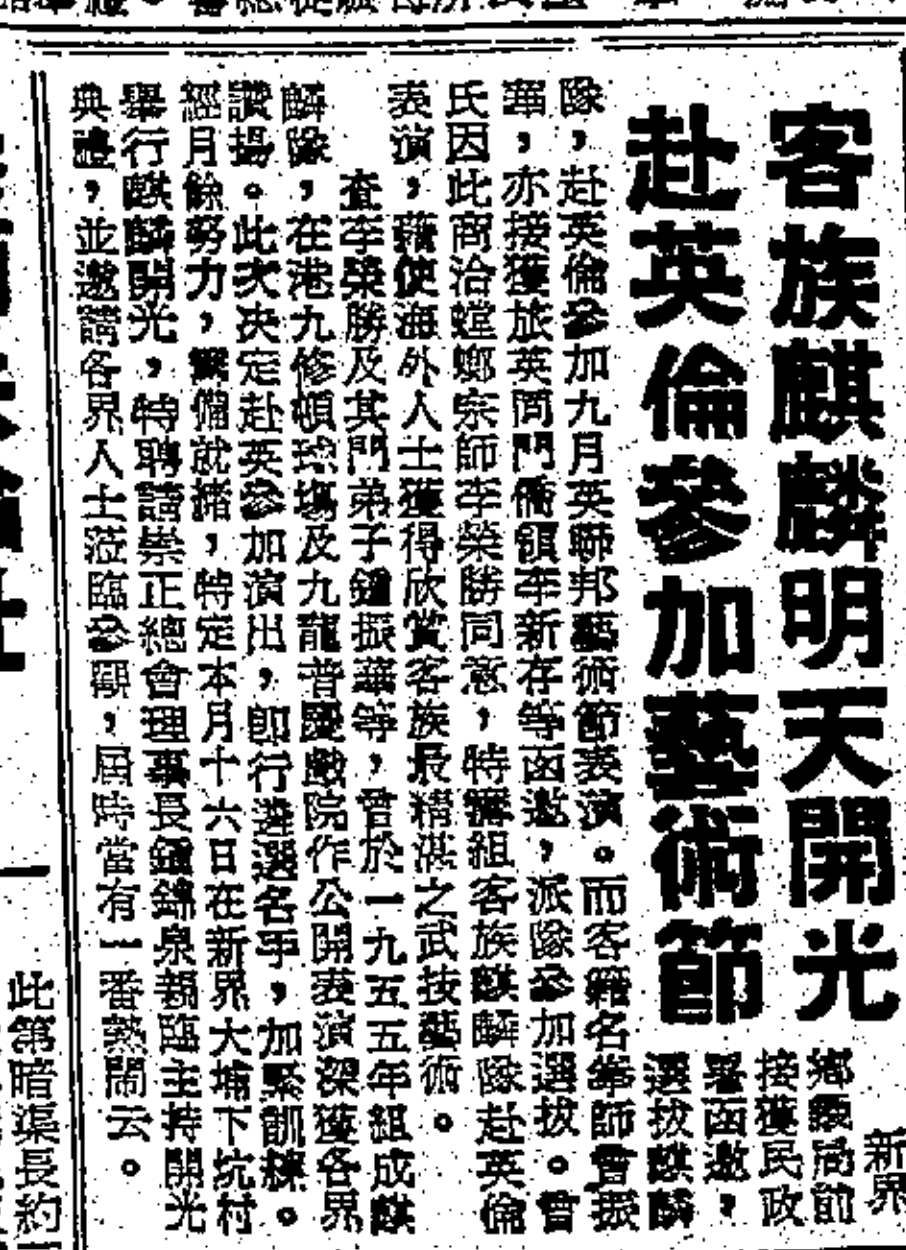 客族麒麟明天開光
赴英倫參加藝術節
新界
鄉議局前
接獲民政
署函邀,
選拔麒麟
隊,赴英倫參加九月英聯邦藝術節表演。而客籍名拳師曾振
華,亦接獲旅英門僑領李新存等函邀,派隊參加選拔。曾
氏因此商洽螳螂宗師李榮勝同意,特籌組客族麒麟隊赴英倫
表演,藉使海外人士獲得欣賞客族最精湛之武技藝術。
查李榮勝及其門弟子鍾振華等,曾於一九五五年組成麒
麟隊,在港九修頓球場及九龍普慶戲院作公開表演深獲各界
讚揚。此次决定赴英參加演出,即行遴選名手,加緊訓練。
經月餘努力,備就緒,特定本月十六日在新界大埔下坑村
舉行麒麟開光,特聘請崇正總會理事長鍾錦泉親臨主持開光
典禮,並邀請各界人士蒞臨參觀,屆時當有一番熱鬧云。
此第暗渠長約